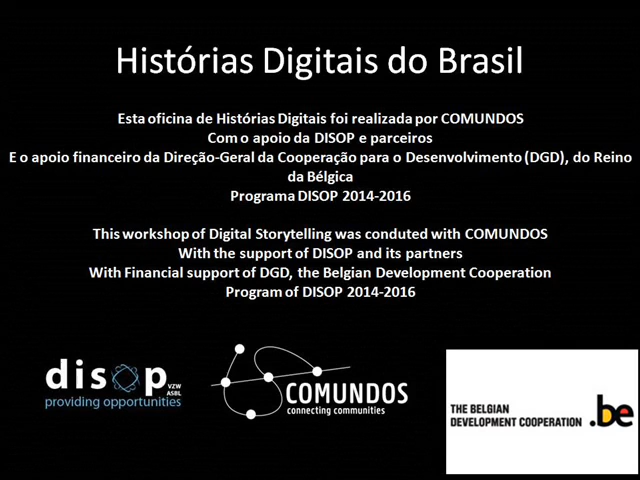 Histórias Digitais do Brasil
Esta oficina de Histórias Digitais foi realizada por COMUNDOS
Com o apoio da DISOP e parceiros
E o apoio financeiro da Direção-Geral da Cooperação para o Desenvolvimento (DGD), do Reino
da Bélgica
Programa DISOP 2014-2016
This workshop of Digital Storytelling was conduted with COMUNDOS
With the support of DISOP and its partners
With Financial support of DGD, the Belgian Development Cooperation
Program of DISOP 2014-2016
disop VZW ASBL
providing opportunities
COMUNDOS
connecting communities
THE BELGIAN
DEVELOPMENT COOPERATION .be